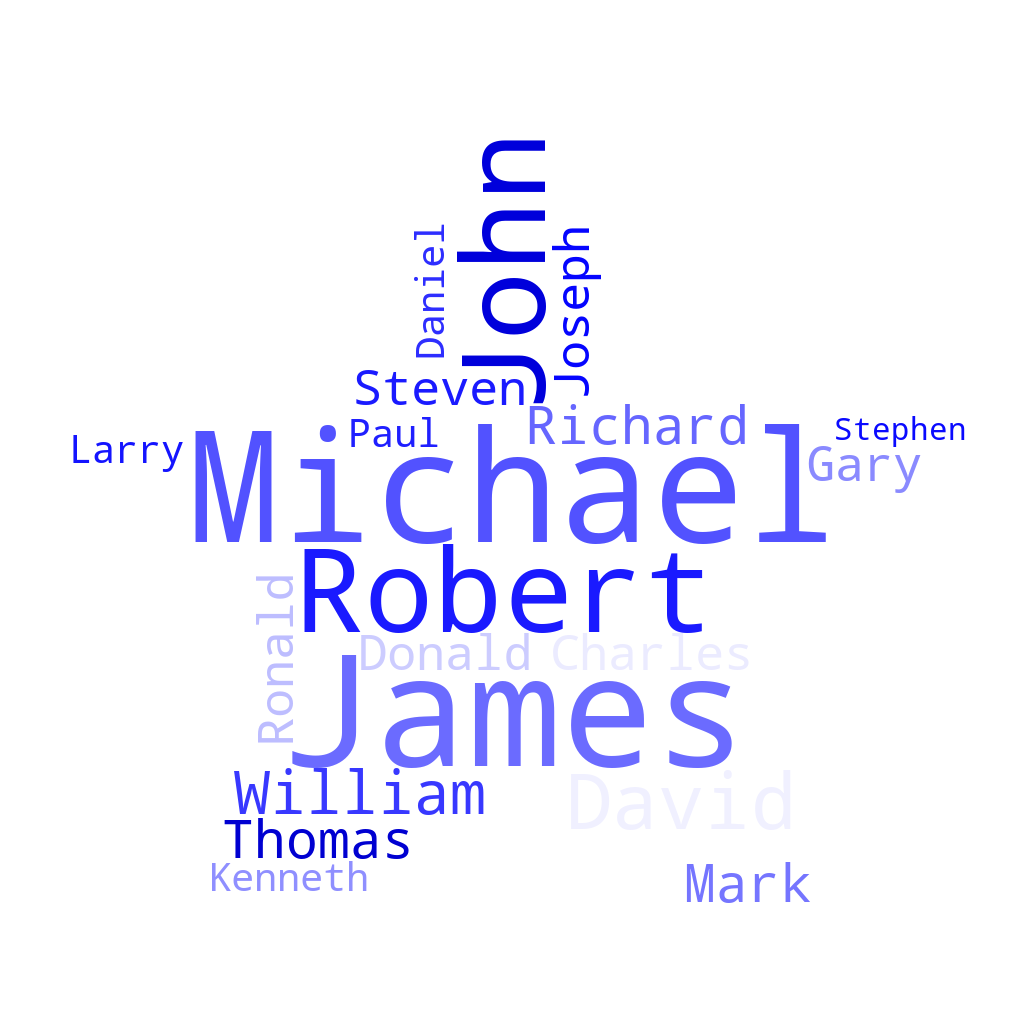 John
Daniel
Joseph
Steven
Richard
Paul
Stephen
Larry
Michael
Gary
Robert
Ronald
Donald
Charles
James
William
David
Thomas
Kenneth
Mark